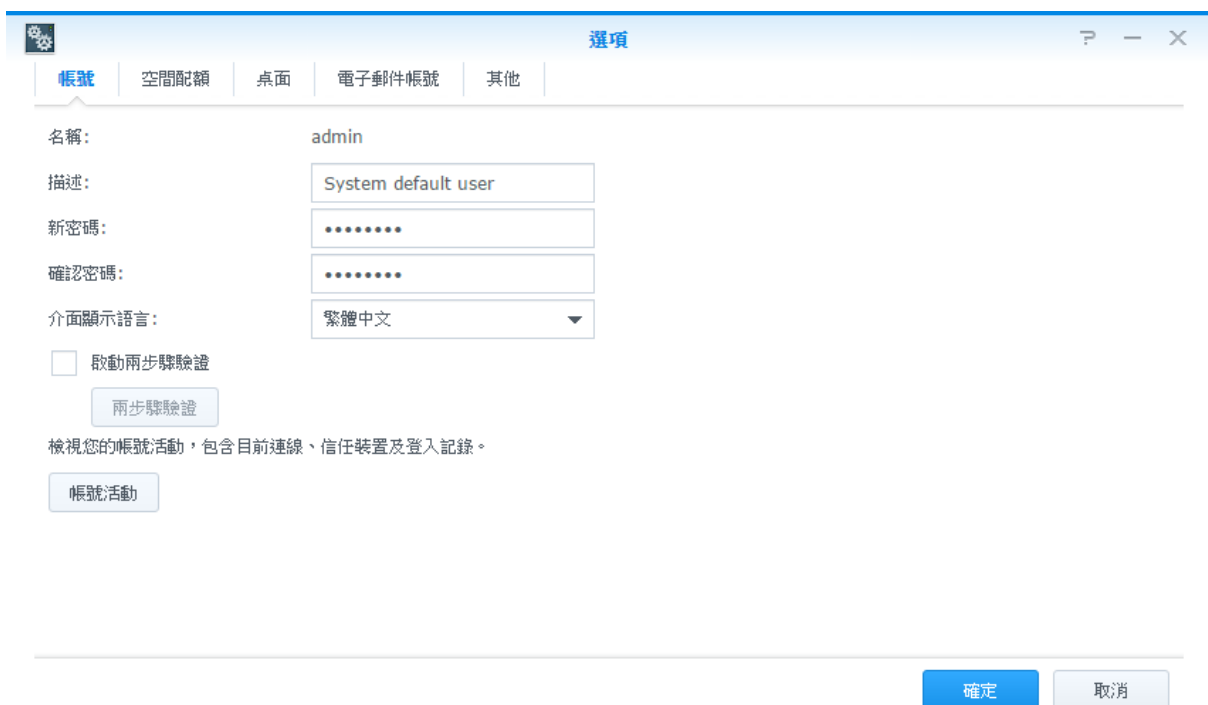 選項
帳號 空間配額 桌面 電子郵件帳號 其他
名稱: admin
描述: System default user
新密碼: ••••••••
確認密碼: ••••••••
介面顯示語言: 繁體中文
啟動兩步驟驗證
兩步驟驗證
檢視您的帳號活動，包含目前連線、信任裝置及登入記錄。
帳號活動
確定 取消